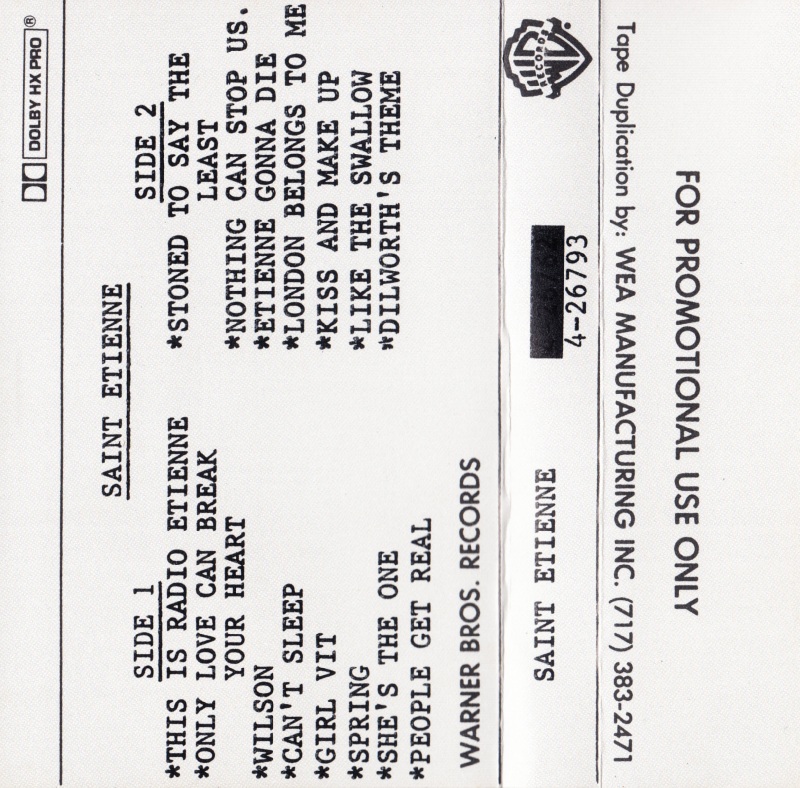 DOLBY HX PRO®
SAINT ETIENNE
SIDE 1
*THIS IS RADIO ETIENNE
*ONLY LOVE CAN BREAK
YOUR HEART
*WILSON
*CAN'T SLEEP
*GIRL VIT
*SPRING
*SHE'S THE ONE
*PEOPLE GET REAL
SIDE 2
*STONED TO SAY THE
LEAST
*NOTHING CAN STOP US.
*ETIENNE GONNA DIE
*LONDON BELONGS TO ME
*KISS AND MAKE UP
*LIKE THE SWALLOW
*DILWORTH'S THEME
WARNER BROS. RECORDS
SAINT ETIENNE
4-26793
RECORDS
Tape Duplication by: WEA MANUFACTURING INC. (717) 383-2471
FOR PROMOTIONAL USE ONLY